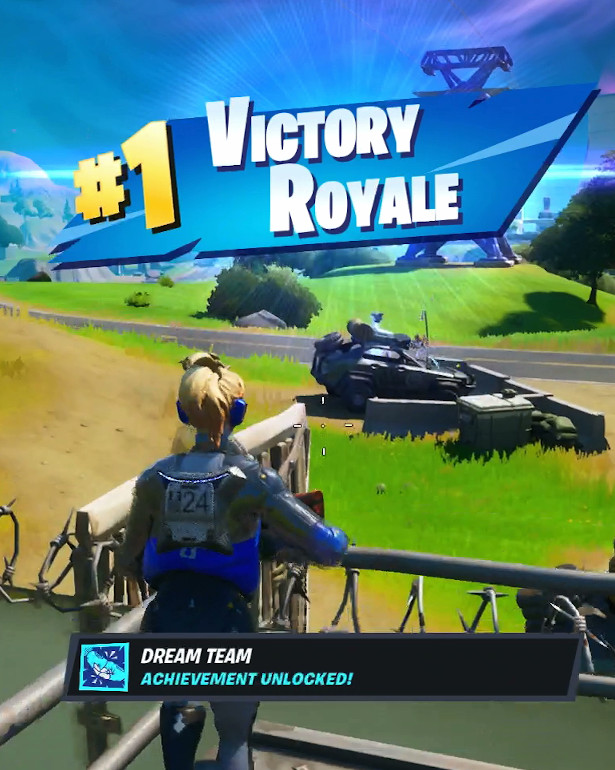 #1
VICTORY
ROYALE
24
DREAM TEAM
ACHIEVEMENT UNLOCKED!